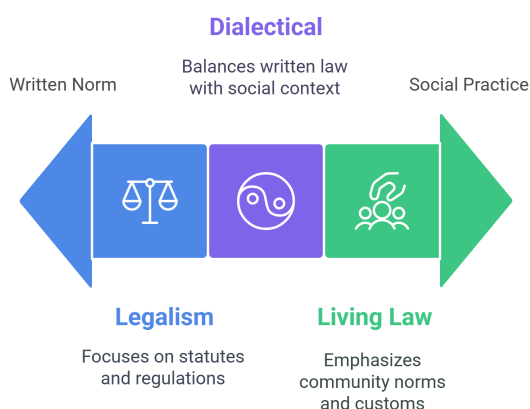 Dialectical
Balances written law
with social context
Written Norm
Social Practice
Legalism
Focuses on statutes
and regulations
Living Law
Emphasizes
community norms
and customs